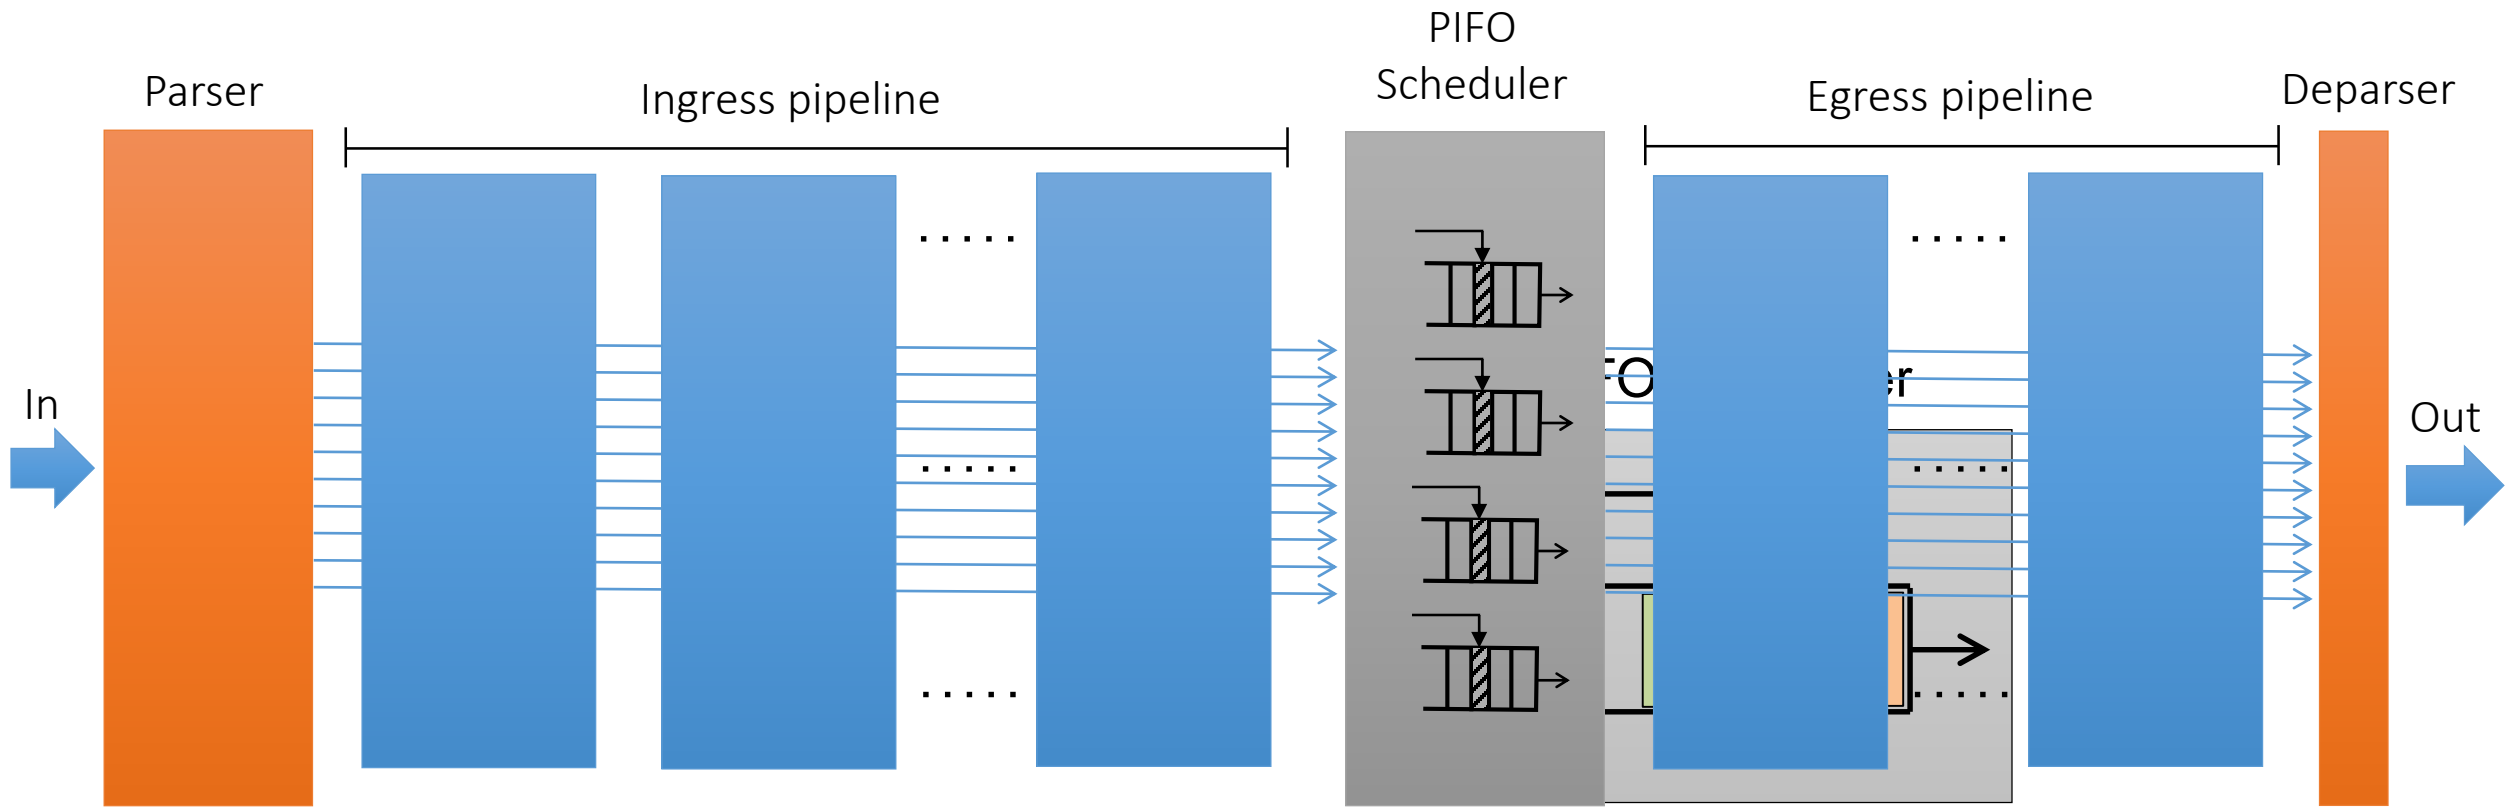 PIFO
Scheduler
Parser
Ingress pipeline
Egress pipeline
Deparser
In
Out